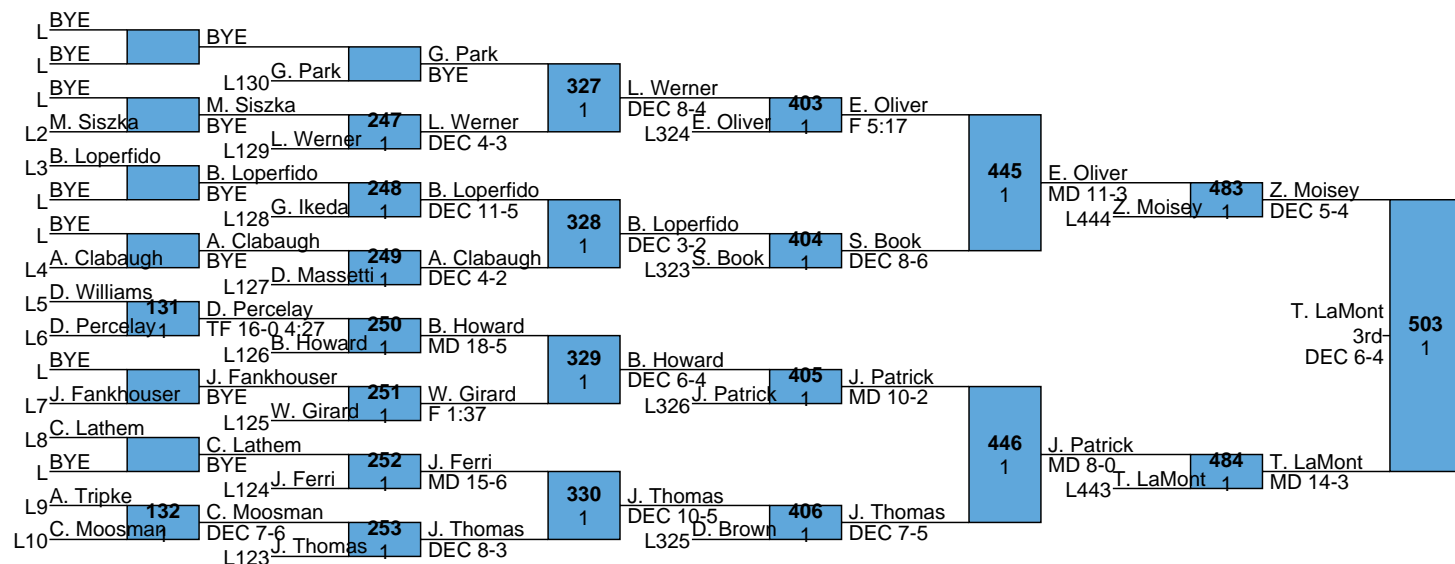 BYE
L
BYE
BYE
L
G. Park
G. Park
BYE
L130
BYE
L
M. Siszka
L2
M. Siszka
BYE
247
1
L. Werner
L129
L. Werner
DEC 4-3
327
1
L. Werner
DEC 8-4
E. Oliver
L324
403
1
E. Oliver
F 5:17
B. Loperfido
L3
BYE
L
B. Loperfido
BYE
248
1
G. Ikeda
L128
B. Loperfido
DEC 11-5
BYE
L
A. Clabaugh
L4
A. Clabaugh
BYE
249
1
D. Massetti
L127
A. Clabaugh
DEC 4-2
328
1
B. Loperfido
DEC 3-2
S. Book
L323
404
1
S. Book
DEC 8-6
445
1
E. Oliver
MD 11-3
Z. Moisey
L444
483
1
Z. Moisey
DEC 5-4
D. Williams
L5
D. Percelay
L6
131
1
D. Percelay
TF 16-0 4:27
250
1
B. Howard
L126
B. Howard
MD 18-5
BYE
L
J. Fankhouser
L7
J. Fankhouser
BYE
251
1
W. Girard
L125
W. Girard
F 1:37
329
1
B. Howard
DEC 6-4
J. Patrick
L326
405
1
J. Patrick
MD 10-2
C. Lathem
L8
BYE
L
C. Lathem
BYE
252
1
J. Ferri
L124
J. Ferri
MD 15-6
A. Tripke
L9
C. Moosman
L10
132
1
C. Moosman
DEC 7-6
253
1
J. Thomas
L123
J. Thomas
DEC 8-3
330
1
J. Thomas
DEC 10-5
D. Brown
L325
406
1
J. Thomas
DEC 7-5
446
1
J. Patrick
MD 8-0
T. LaMont
L443
484
1
T. LaMont
MD 14-3
T. LaMont
3rd
DEC 6-4
503
1